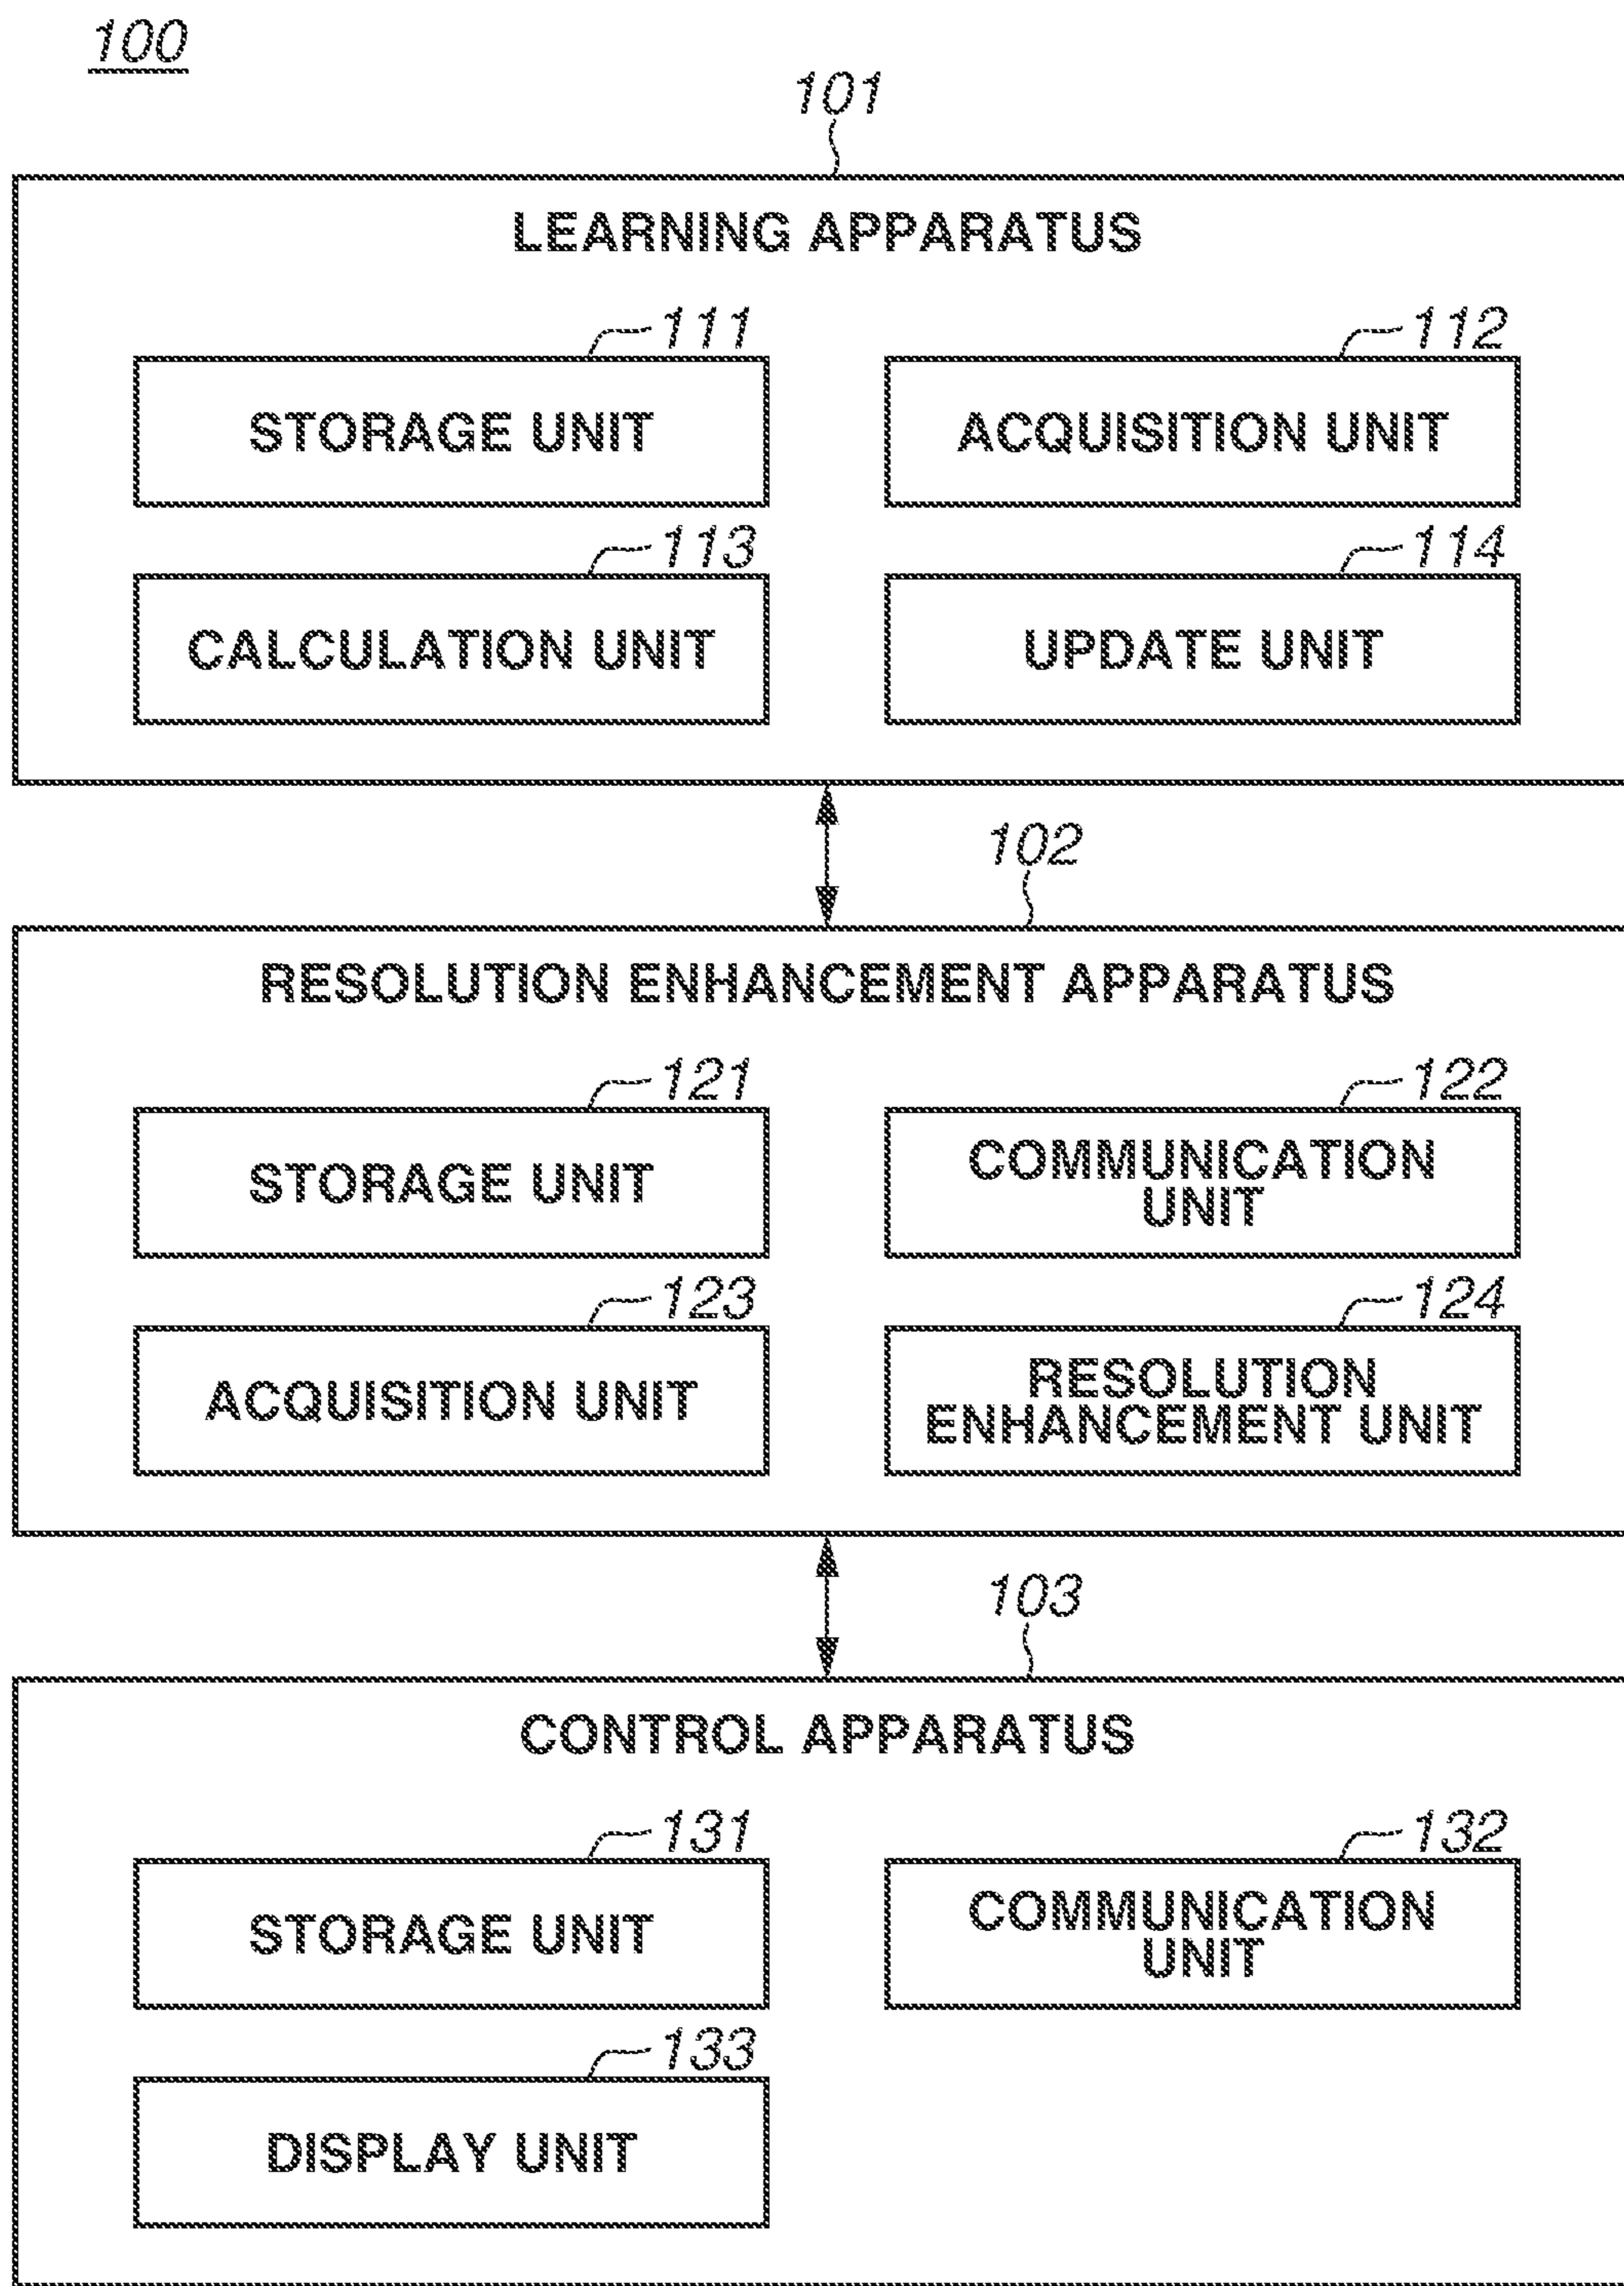 100
101
LEARNING APPARATUS
111
112
STORAGE UNIT
ACQUISITION UNIT
113
114
CALCULATION UNIT
UPDATE UNIT
102
RESOLUTION ENHANCEMENT APPARATUS
121
122
STORAGE UNIT
COMMUNICATION
UNIT
123
124
ACQUISITION UNIT
RESOLUTION
ENHANCEMENT UNIT
103
CONTROL APPARATUS
131
132
STORAGE UNIT
COMMUNICATION
UNIT
133
DISPLAY UNIT